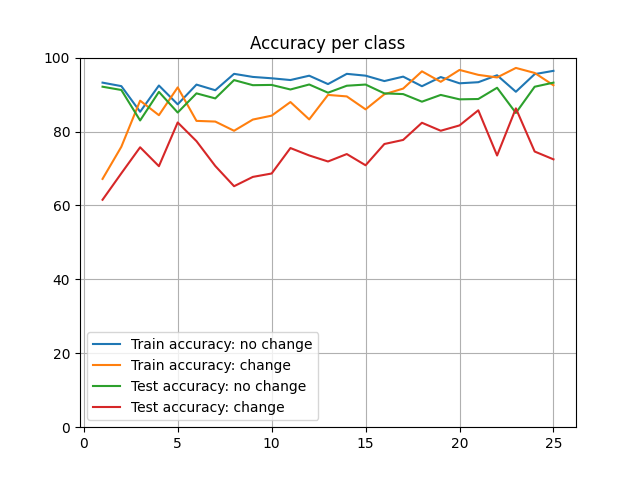 Accuracy per class
100
80
60
40
20
0
Train accuracy: no change
Train accuracy: change
Test accuracy: no change
Test accuracy: change
0 5 10 15 20 25